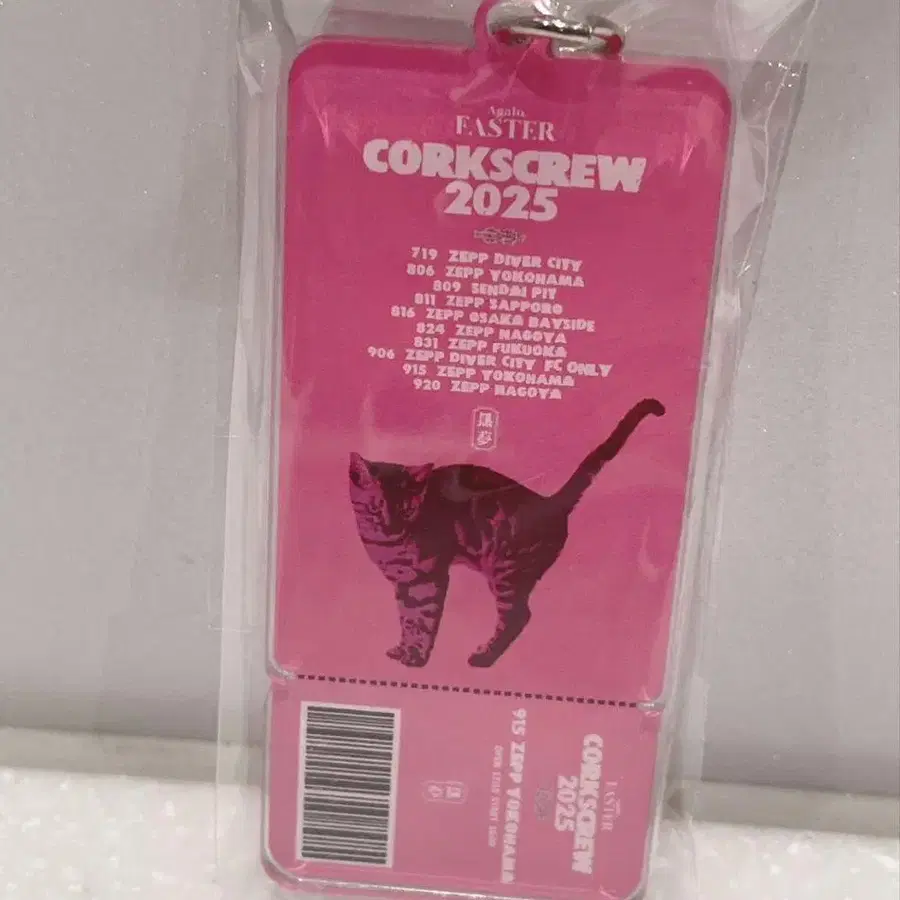 Again,
EASTER
CORKSCREW
2025
719 ZEPP DIVER CITY
806 ZEPP YOKOHAMA
809 SENDAI PIT
811 ZEPP SAPPORO
816 ZEPP OSAKA BAYSIDE
824 ZEPP NAGOYA
831 ZEPP FUKUOKA
906 ZEPP DIVER CITY FC ONLY
915 ZEPP YOKOHAMA
920 ZEPP NAGOYA
EASTER
CORKSCREW
2025
915 ZEPP YOKOHAMA